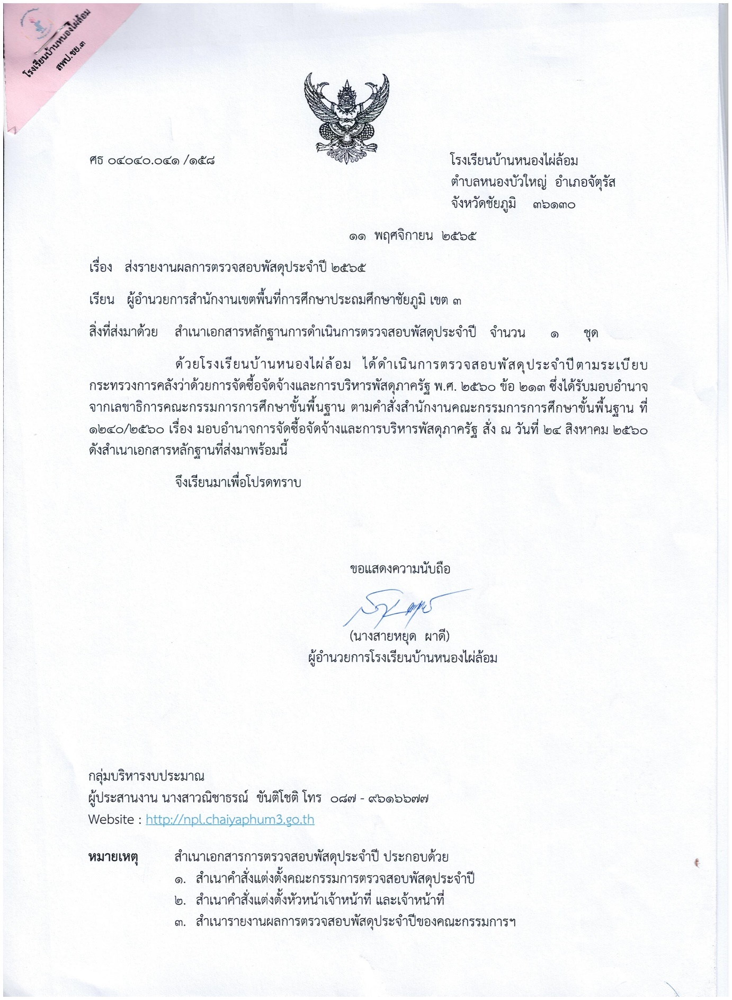 โรงเรียนบ้านหนองไผ่ล้อม
สพป.ชย.๓
ศธ ๐๔๐๔๐.๐๔๑ /๑๕๘
โรงเรียนบ้านหนองไผ่ล้อม
ตำบลหนองบัวใหญ่ อำเภอจัตุรัส
จังหวัดชัยภูมิ ๓๖๑๓๐
๑๑ พฤศจิกายน ๒๕๖๕
เรื่อง ส่งรายงานผลการตรวจสอบพัสดุประจำปี ๒๕๖๕
เรียน ผู้อำนวยการสำนักงานเขตพื้นที่การศึกษาประถมศึกษาชัยภูมิ เขต ๓
สิ่งที่ส่งมาด้วย สำเนาเอกสารหลักฐานการดำเนินการตรวจสอบพัสดุประจำปี จำนวน ๑ ชุด
ด้วยโรงเรียนบ้านหนองไผ่ล้อม ได้ดำเนินการตรวจสอบพัสดุประจำปีตามระเบียบ
กระทรวงการคลังว่าด้วยการจัดซื้อจัดจ้างและการบริหารพัสดุภาครัฐ พ.ศ. ๒๕๖๐ ข้อ ๒๑๓ ซึ่งได้รับมอบอำนาจ
จากเลขาธิการคณะกรรมการการศึกษาขั้นพื้นฐาน ตามคำสั่งสำนักงานคณะกรรมการการศึกษาขั้นพื้นฐาน ที่
๑๒๔๐/๒๕๖๐ เรื่อง มอบอำนาจการจัดซื้อจัดจ้างและการบริหารพัสดุภาครัฐ สั่ง ณ วันที่ ๒๔ สิงหาคม ๒๕๖๐
ดังสำเนาเอกสารหลักฐานที่ส่งมาพร้อมนี้
จึงเรียนมาเพื่อโปรดทราบ
ขอแสดงความนับถือ
(นางสายหยุด ผาดี)
ผู้อำนวยการโรงเรียนบ้านหนองไผ่ล้อม
กลุ่มบริหารงบประมาณ
ผู้ประสานงาน นางสาวณิชาธรณ์ ขันติโชติ โทร ๐๘๗ - ๙๖๑๖๖๗๗
Website : http://npl.chaiyaphum3.go.th
หมายเหตุ สำเนาเอกสารการตรวจสอบพัสดุประจำปี ประกอบด้วย
๑. สำเนาคำสั่งแต่งตั้งคณะกรรมการตรวจสอบพัสดุประจำปี
๒. สำเนาคำสั่งแต่งตั้งหัวหน้าเจ้าหน้าที่ และเจ้าหน้าที่
๓. สำเนารายงานผลการตรวจสอบพัสดุประจำปีของคณะกรรมการฯ